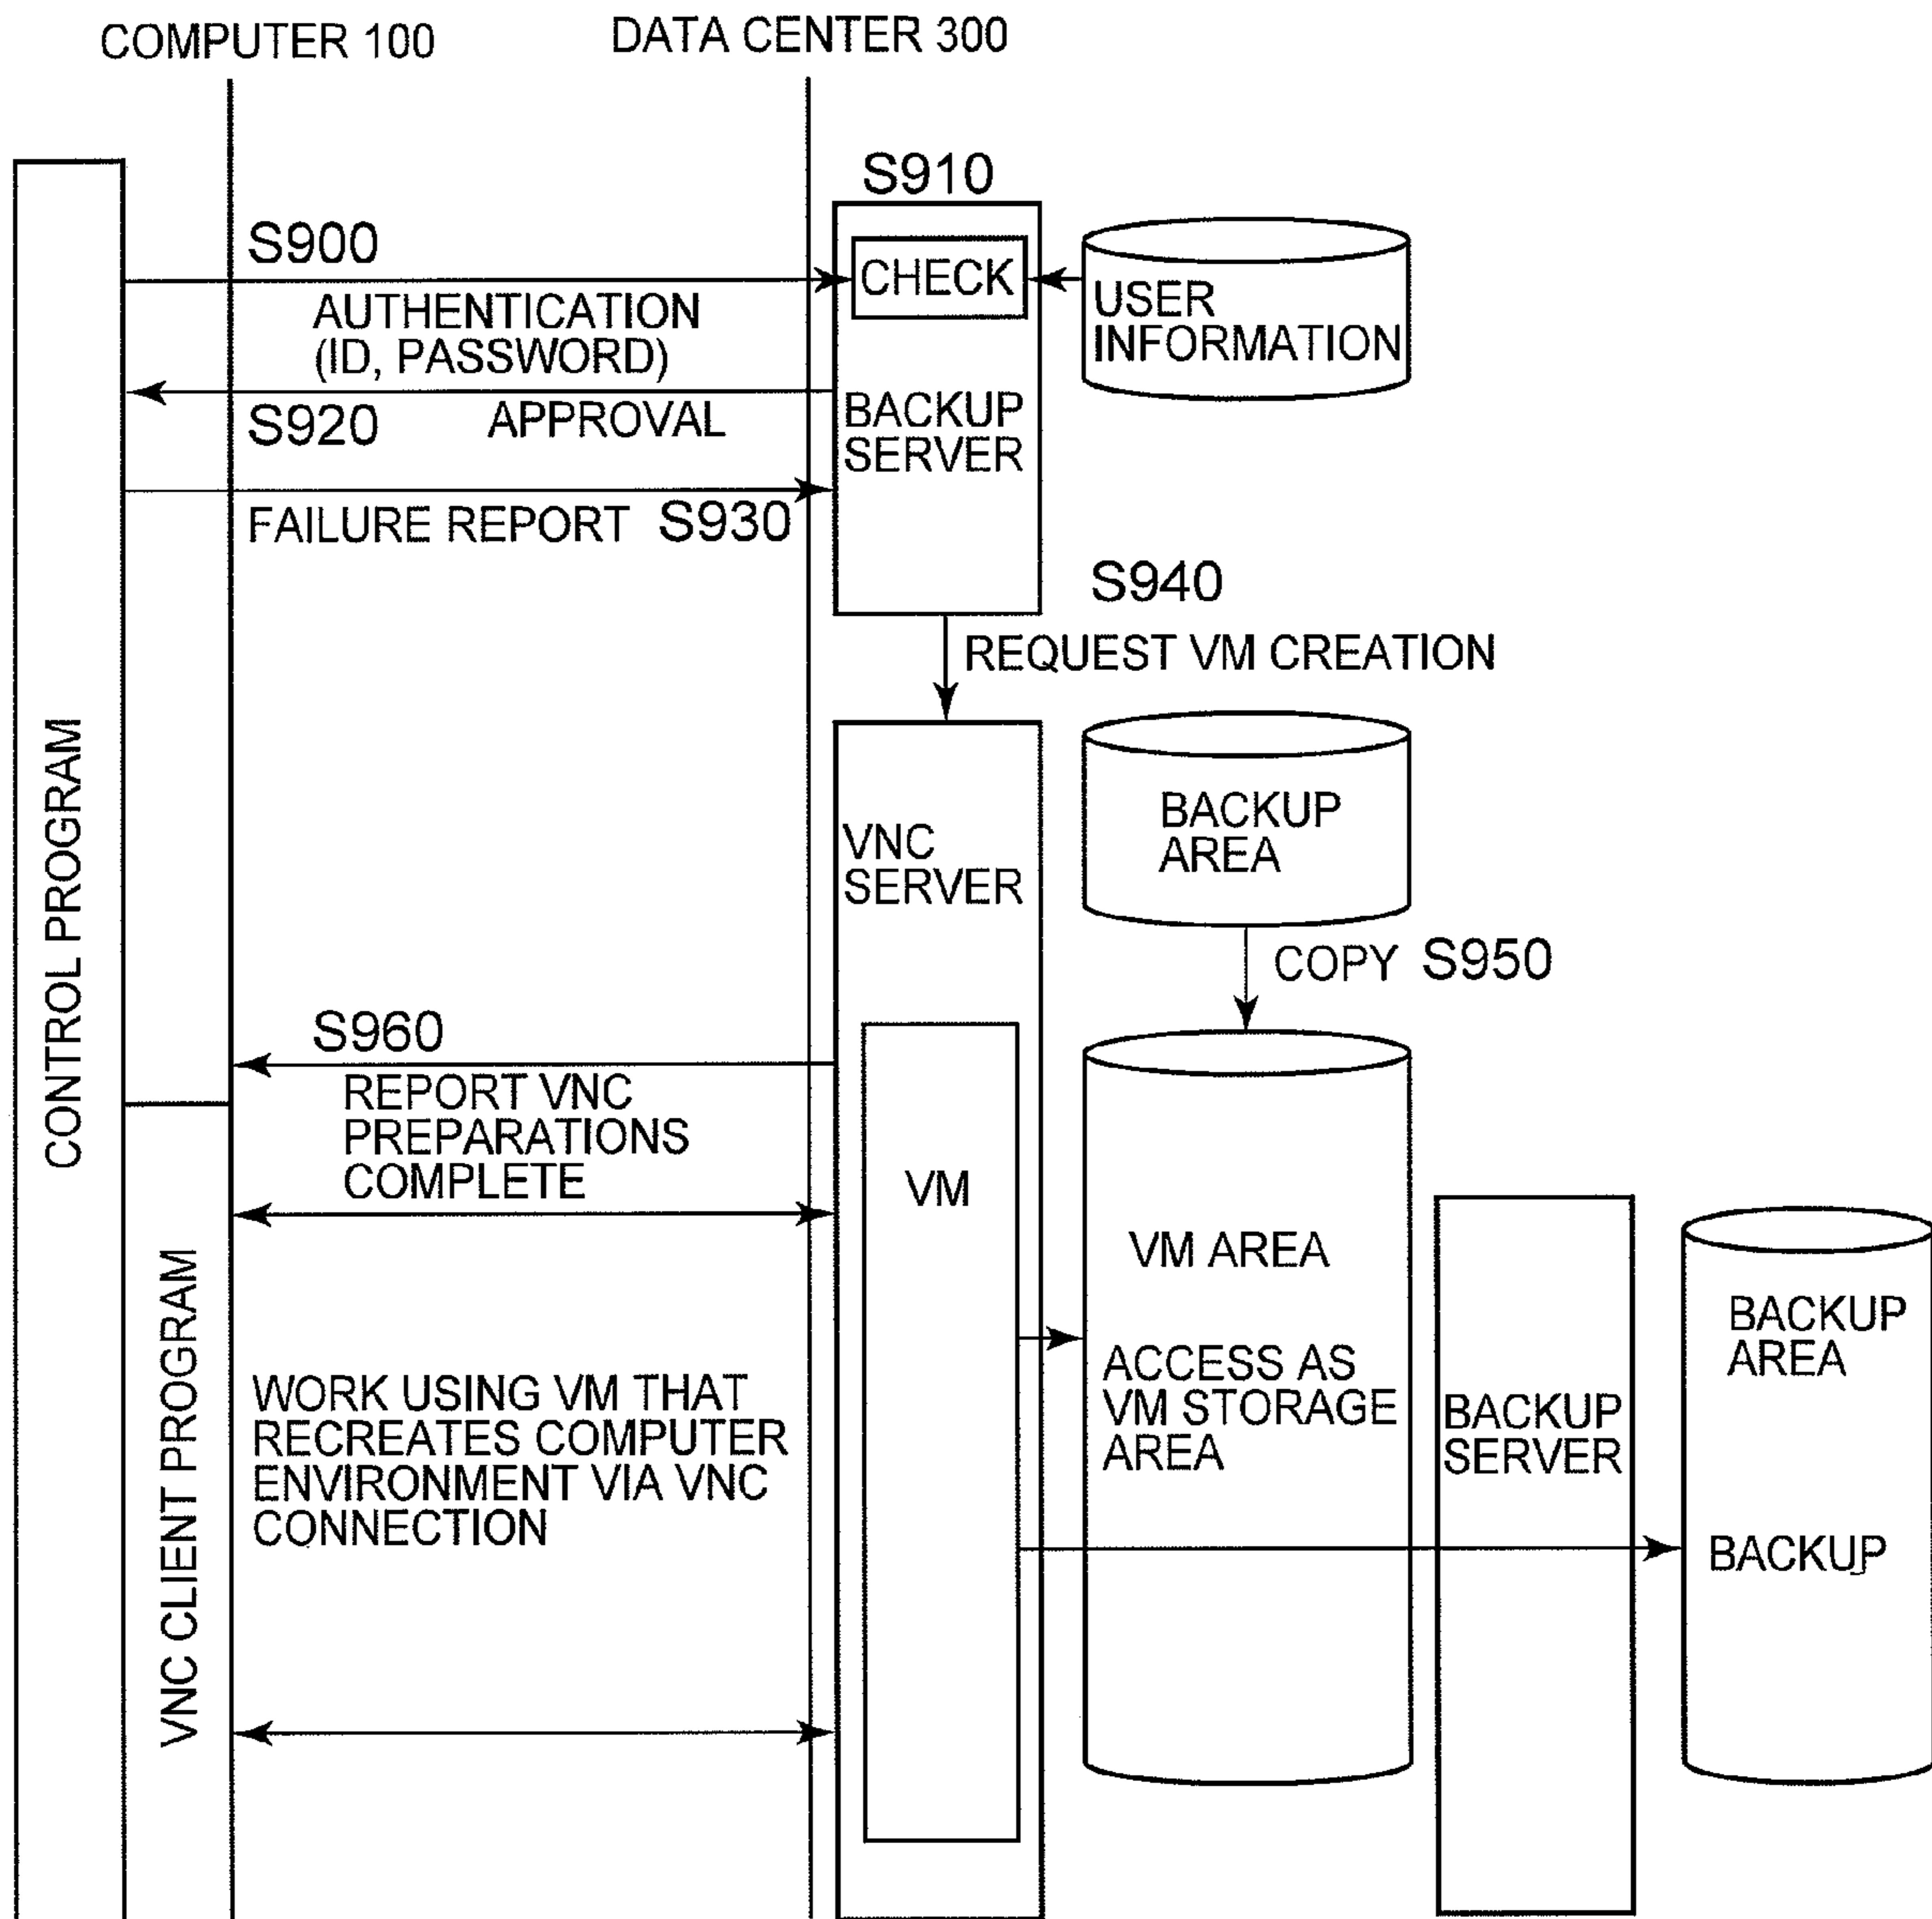 COMPUTER 100
DATA CENTER 300
S910
S900
CHECK
USER
INFORMATION
AUTHENTICATION
(ID, PASSWORD)
S920
APPROVAL
BACKUP
SERVER
FAILURE REPORT S930
S940
REQUEST VM CREATION
CONTROL PROGRAM
VNC
SERVER
BACKUP
AREA
COPY S950
S960
REPORT VNC
PREPARATIONS
COMPLETE
VM
VM AREA
ACCESS AS
VM STORAGE
AREA
BACKUP
SERVER
BACKUP
AREA
BACKUP
VNC CLIENT PROGRAM
WORK USING VM THAT
RECREATES COMPUTER
ENVIRONMENT VIA VNC
CONNECTION